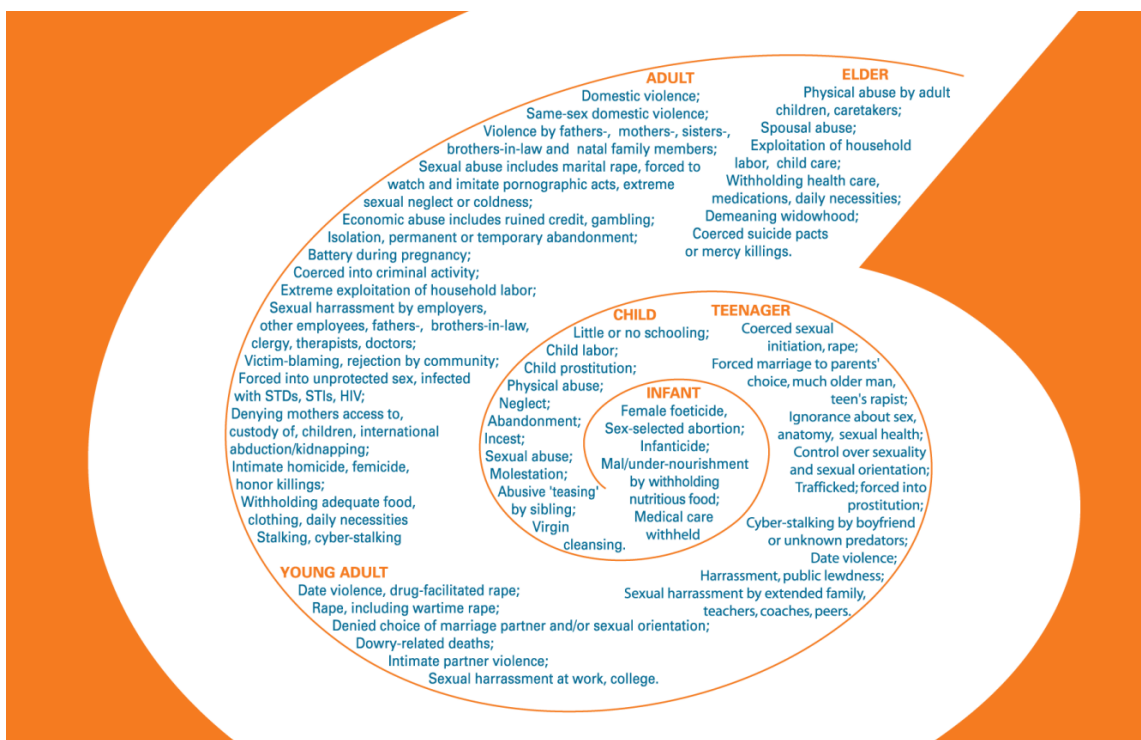 ADULT
Domestic violence;
Same-sex domestic violence;
Violence by fathers-, mothers-, sisters-,
brothers-in-law and natal family members;
Sexual abuse includes marital rape, forced to
watch and imitate pornographic acts, extreme
sexual neglect or coldness;
Economic abuse includes ruined credit, gambling;
Isolation, permanent or temporary abandonment;
Battery during pregnancy;
Coerced into criminal activity;
Extreme exploitation of household labor;
Sexual harrassment by employers,
other employees, fathers-, brothers-in-law,
clergy, therapists, doctors;
Victim-blaming, rejection by community;
Forced into unprotected sex, infected
with STDs, STIs, HIV;
Denying mothers access to,
custody of, children, international
abduction/kidnapping;
Intimate homicide, femicide,
honor killings;
Withholding adequate food,
clothing, daily necessities
Stalking, cyber-stalking
ELDER
Physical abuse by adult
children, caretakers;
Spousal abuse;
Exploitation of household
labor, child care;
Withholding health care,
medications, daily necessities;
Demeaning widowhood;
Coerced suicide pacts
or mercy killings.
CHILD
Little or no schooling;
Child labor;
Child prostitution;
Physical abuse;
Neglect;
Abandonment;
Incest;
Sexual abuse;
Molestation;
Abusive 'teasing'
by sibling;
Virgin
cleansing.
INFANT
Female foeticide,
Sex-selected abortion;
Infanticide;
Mal/under-nourishment
by withholding
nutritious food;
Medical care
withheld
TEENAGER
Coerced sexual
initiation, rape;
Forced marriage to parents'
choice, much older man,
teen's rapist;
Ignorance about sex,
anatomy, sexual health;
Control over sexuality
and sexual orientation;
Trafficked; forced into
prostitution;
Cyber-stalking by boyfriend
or unknown predators;
Date violence;
Harrassment, public lewdness;
Sexual harrassment by extended family,
teachers, coaches, peers.
YOUNG ADULT
Date violence, drug-facilitated rape;
Rape, including wartime rape;
Denied choice of marriage partner and/or sexual orientation;
Dowry-related deaths;
Intimate partner violence;
Sexual harrassment at work, college.